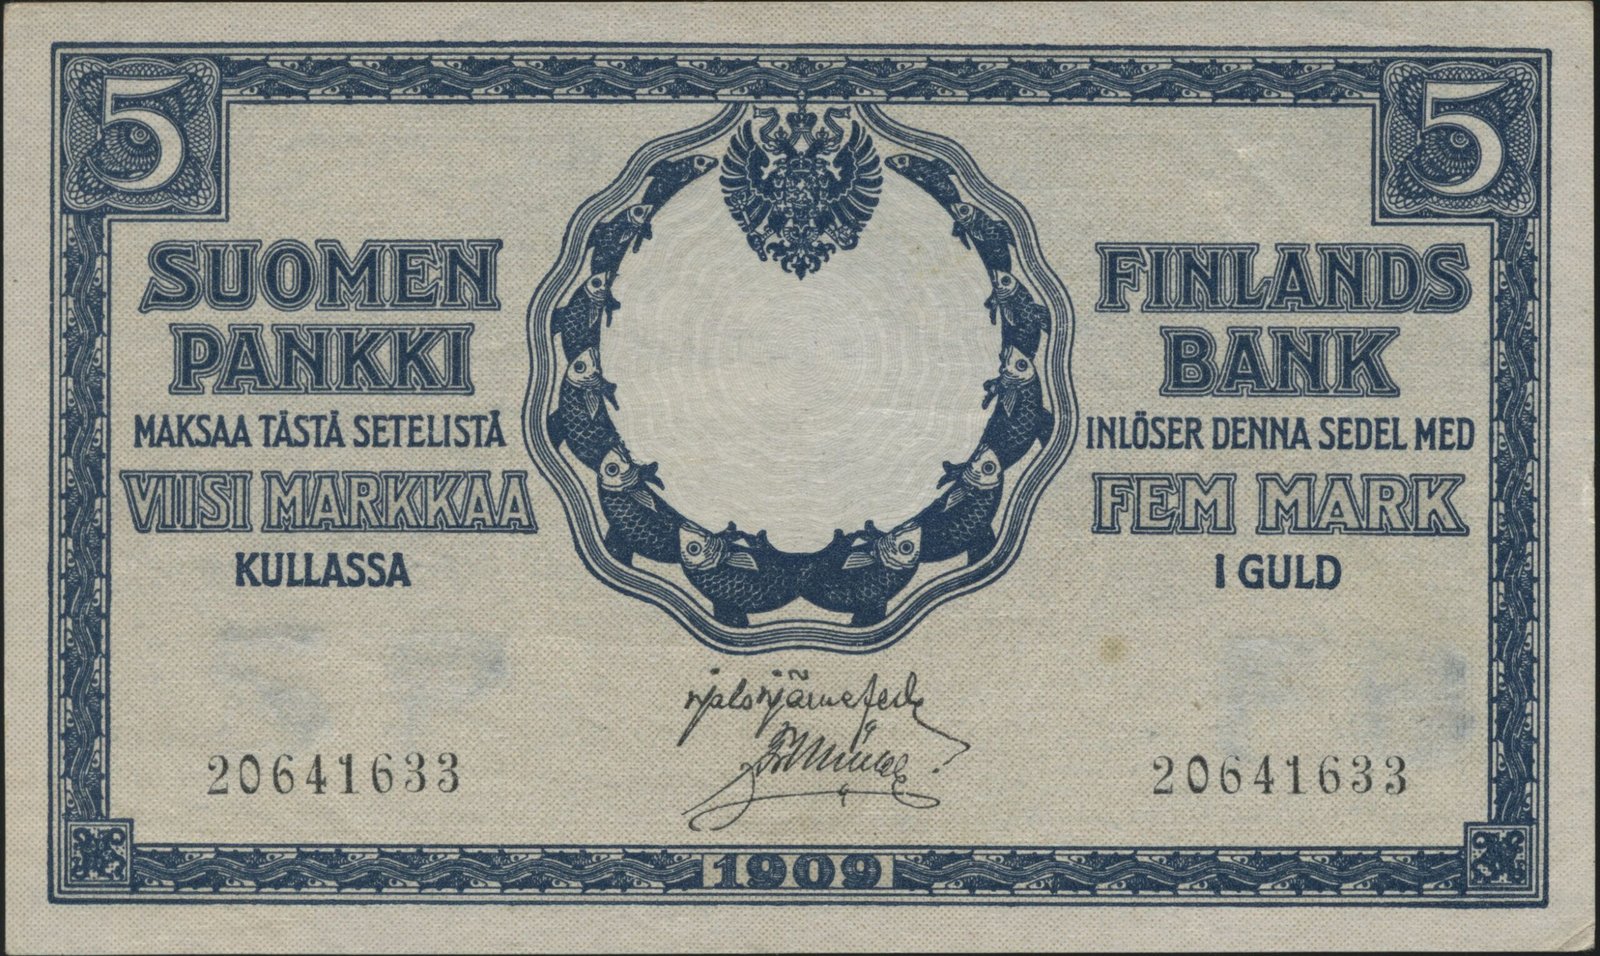 5
5
SUOMEN
PANKKI
MAKSAA TÄSTÄ SETELISTÄ
VIISI MARKKAA
KULLASSA
FINLANDS
BANK
INLÖSER DENNA SEDEL MED
FEM MARK
I GULD
20641633
20641633
1909